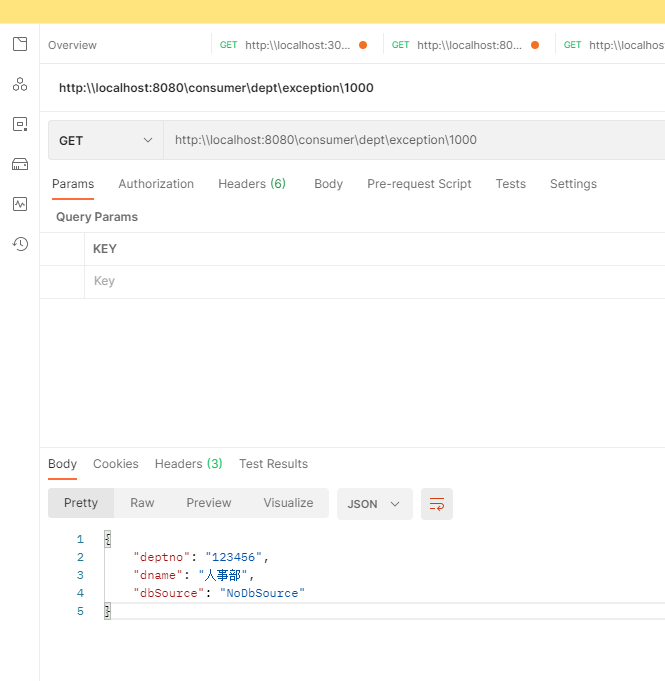 Overview GET http:\\localhost:30... GET http:\\localhost:80... GET http:\\localhos
http:\\localhost:8080\consumer\dept\exception\1000
GET http:\\localhost:8080\consumer\dept\exception\1000
Params Authorization Headers (6) Body Pre-request Script Tests Settings
Query Params
KEY
Key
Body Cookies Headers (3) Test Results
Pretty Raw Preview Visualize JSON
1 {
2 "deptno": "123456",
3 "dname": "人事部",
4 "dbSource": "NoDbSource"
5 }